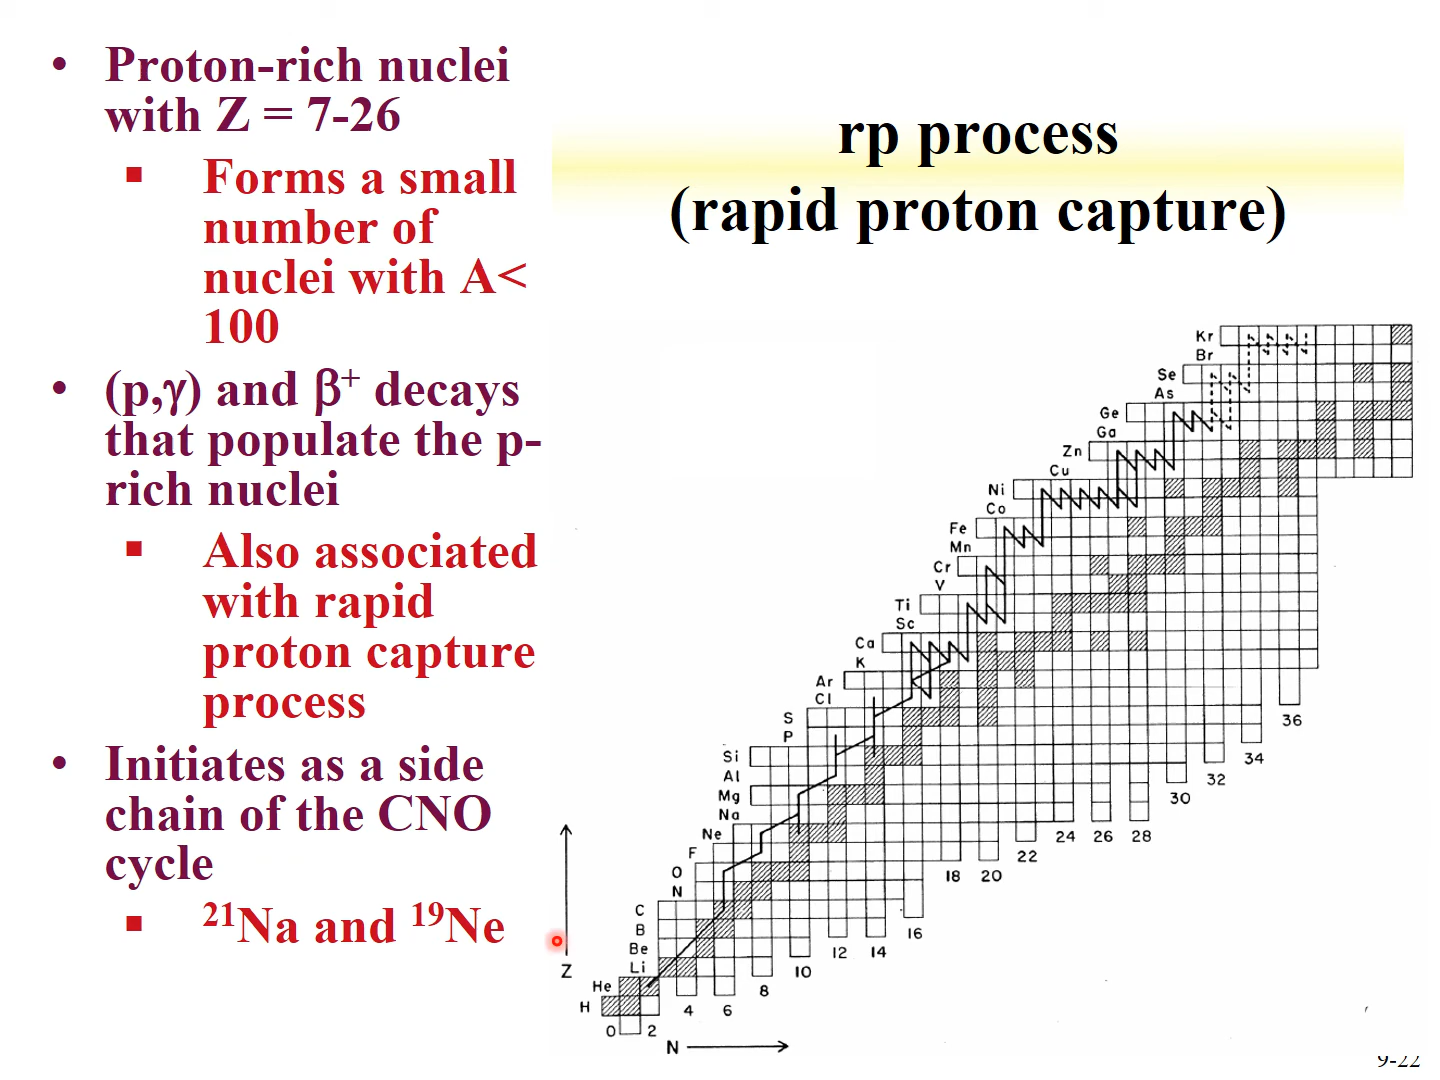 • Proton-rich nuclei
with Z = 7-26
▪ Forms a small
number of
nuclei with A<
100
• (p,γ) and β⁺ decays
that populate the p-
rich nuclei
▪ Also associated
with rapid
proton capture
process
• Initiates as a side
chain of the CNO
cycle
▪ ²¹Na and ¹⁹Ne
rp process
(rapid proton capture)
Kr
Br
Se
As
Ge
Ga
Zn
Cu
Ni
Co
Fe
Mn
Cr
V
Ti
Sc
Ca
K
Ar
Cl
S
P
Si
Al
Mg
Na
Ne
F
O
N
C
B
Be
Li
He
H
0 2 4 6 8 10 12 14 16 18 20 22 24 26 28 30 32 34 36
Z
N
9-22